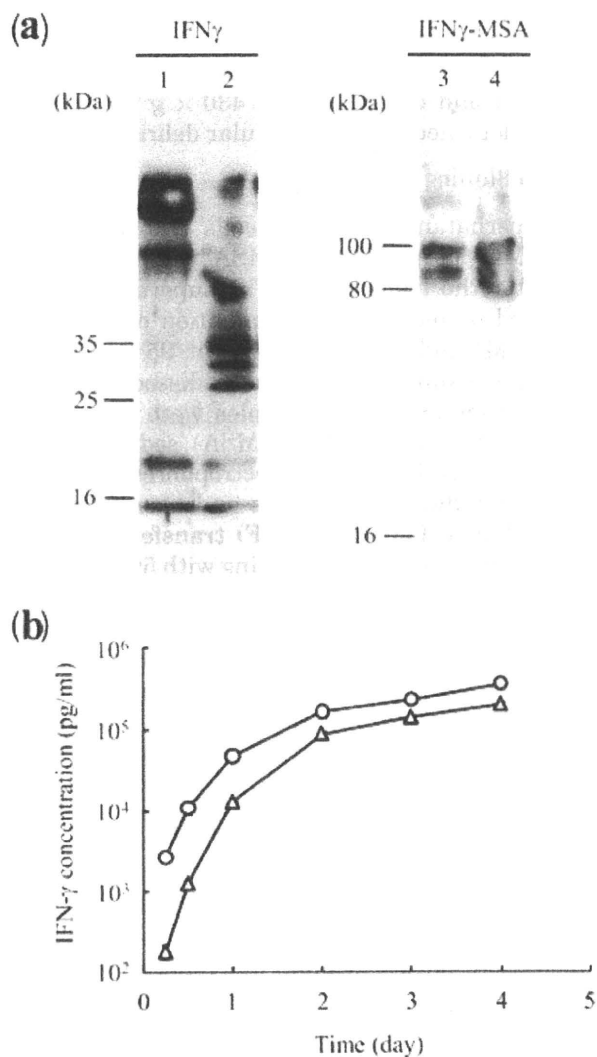 (a)
IFNγ
IFNγ-MSA
1 2
3 4
(kDa)
(kDa)
100
80
35
25
16
16
(b)
10⁶
10⁵
10⁴
10³
10²
IFN-γ concentration (pg/ml)
0 1 2 3 4 5
Time (day)